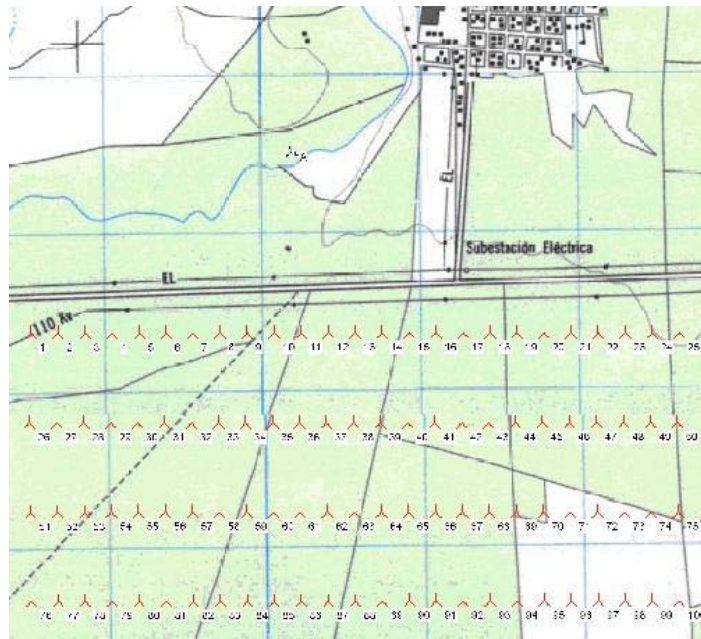 EL
Subestación Eléctrica
EL
110 Kv
1 2 3 4 5 6 7 8 9 10 11 12 13 14 15 16 17 18 19 20 21 22 23 24 25
26 27 28 29 30 31 32 33 34 35 36 37 38 39 40 41 42 43 44 45 46 47 48 49 50
51 52 53 54 55 56 57 58 59 60 61 62 63 64 65 66 67 68 69 70 71 72 73 74 75
76 77 78 79 80 81 82 83 84 85 86 87 88 89 90 91 92 93 94 95 96 97 98 99 100